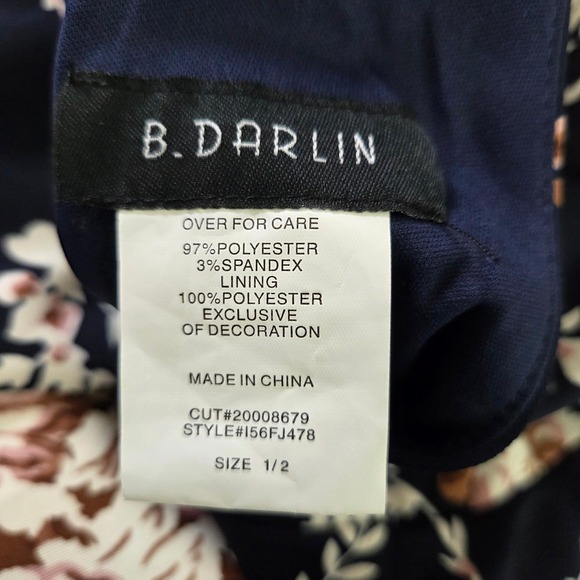 B. DARLIN
OVER FOR CARE
97%POLYESTER
3%SPANDEX
LINING
100%POLYESTER
EXCLUSIVE
OF DECORATION
MADE IN CHINA
CUT#20008679
STYLE#I56FJ478
SIZE 1/2